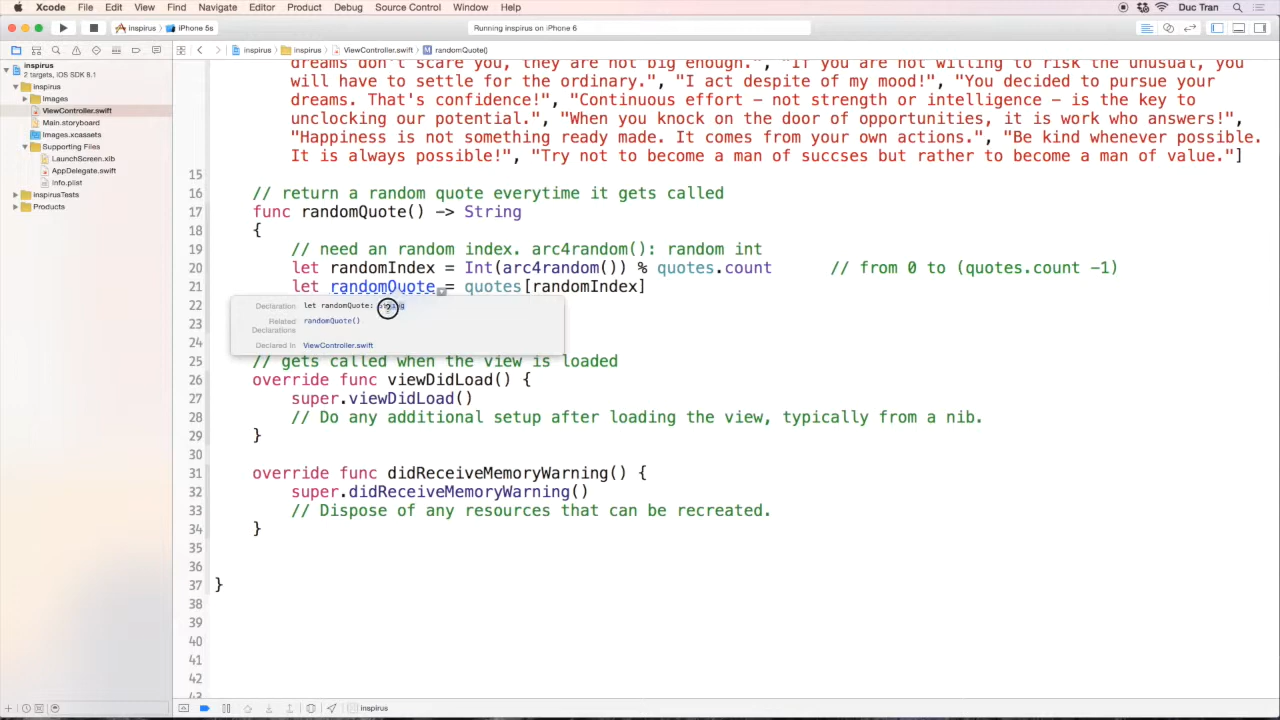 Xcode File Edit View Find Navigate Editor Product Debug Source Control Window Help Duc Tran
inspirus iPhone 5s Running inspirus on iPhone 6
inspirus inspirus ViewController.swift M randomQuote()
inspirus
2 targets, iOS SDK 8.1
inspirus
Images
ViewController.swift
Main.storyboard
Images.xcassets
Supporting Files
LaunchScreen.xib
AppDelegate.swift
Info.plist
inspirusTests
Products
dreams don't scare you, they are not big enough.", "If you are not willing to risk the unusual, you
will have to settle for the ordinary.", "I act despite of my mood!", "You decided to pursue your
dreams. That's confidence!", "Continuous effort - not strength or intelligence - is the key to
unclocking our potential.", "When you knock on the door of opportunities, it is work who answers!",
"Happiness is not something ready made. It comes from your own actions.", "Be kind whenever possible.
It is always possible!", "Try not to become a man of succses but rather to become a man of value."]
15
16 // return a random quote everytime it gets called
17 func randomQuote() -> String
18 {
19 // need an random index. arc4random(): random int
20 let randomIndex = Int(arc4random()) % quotes.count // from 0 to (quotes.count -1)
21 let randomQuote = quotes[randomIndex]
22
Declaration let randomQuote:
23
Related Declarations randomQuote()
24
Declared In ViewController.swift
25 // gets called when the view is loaded
26 override func viewDidLoad() {
27 super.viewDidLoad()
28 // Do any additional setup after loading the view, typically from a nib.
29 }
30
31 override func didReceiveMemoryWarning() {
32 super.didReceiveMemoryWarning()
33 // Dispose of any resources that can be recreated.
34 }
35
36
37 }
38
39
40
41
42
43
inspirus